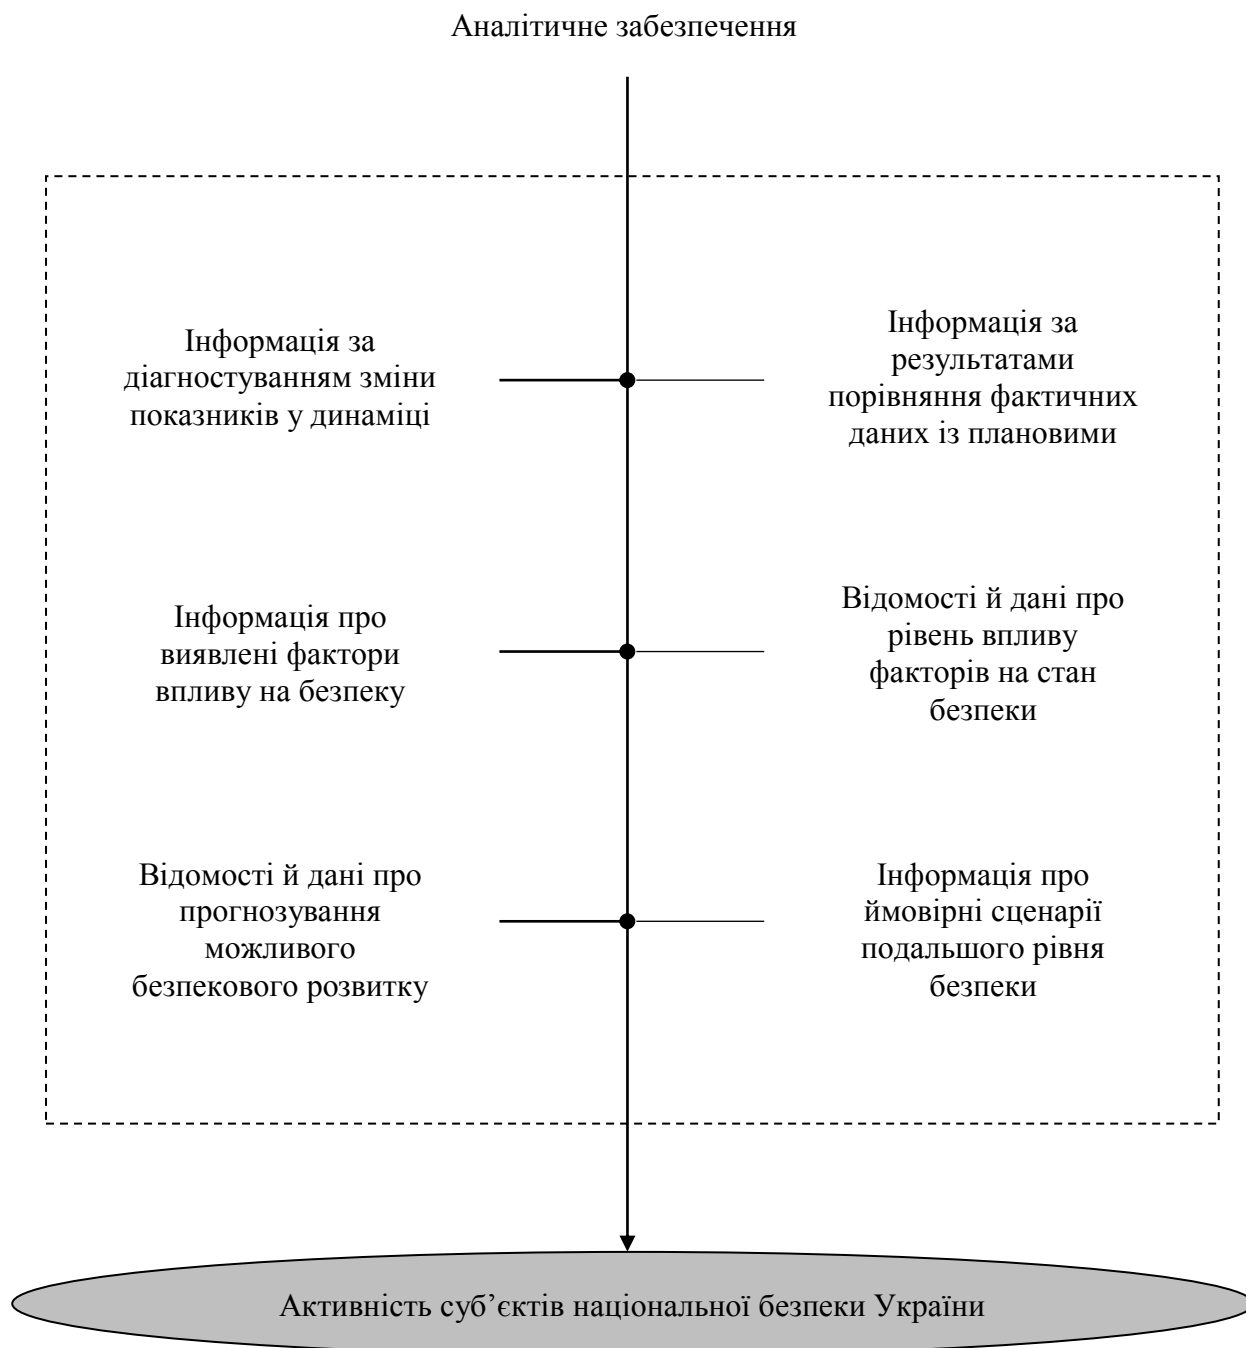 Аналітичне забезпечення
Інформація за
діагностуванням зміни
показників у динаміці
Інформація за
результатами
порівняння фактичних
даних із плановими
Інформація про
виявлені фактори
впливу на безпеку
Відомості й дані про
рівень впливу
факторів на стан
безпеки
Відомості й дані про
прогнозування
можливого
безпекового розвитку
Інформація про
ймовірні сценарії
подальшого рівня
безпеки
Активність суб’єктів національної безпеки України